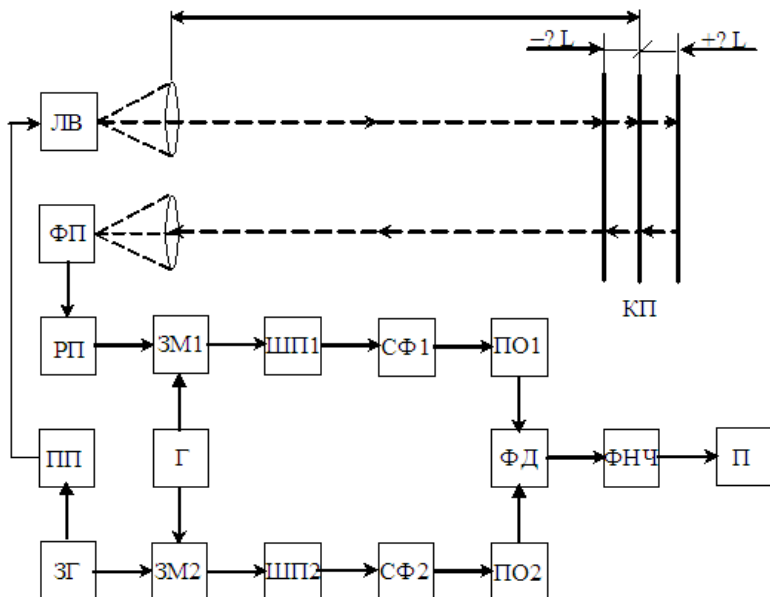 −? L
+? L
ЛВ
ФП
КП
РП
ЗМ1
ШП1
СФ1
ПО1
ПП
Г
ФД
ФНЧ
П
ЗГ
ЗМ2
ШП2
СФ2
ПО2